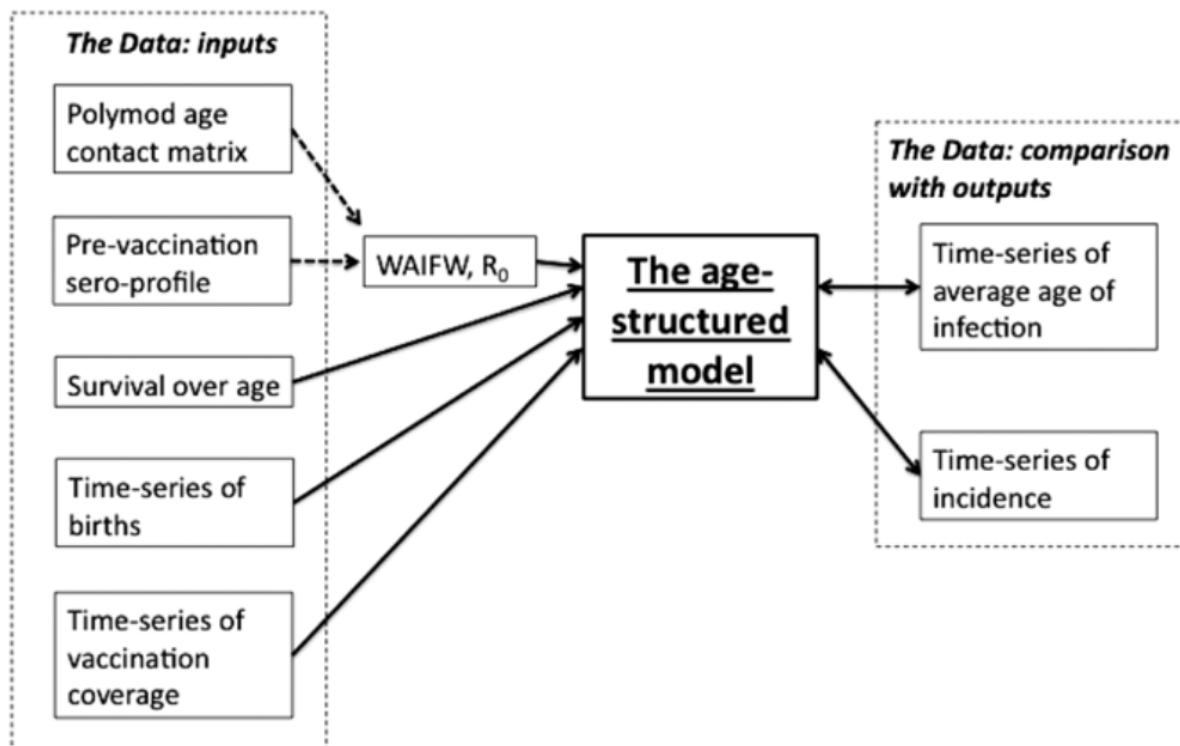 The Data: inputs
Polymod age
contact matrix
Pre-vaccination
sero-profile
Survival over age
Time-series of
births
Time-series of
vaccination
coverage
WAIFW, R₀
The age-
structured
model
The Data: comparison
with outputs
Time-series of
average age of
infection
Time-series of
incidence